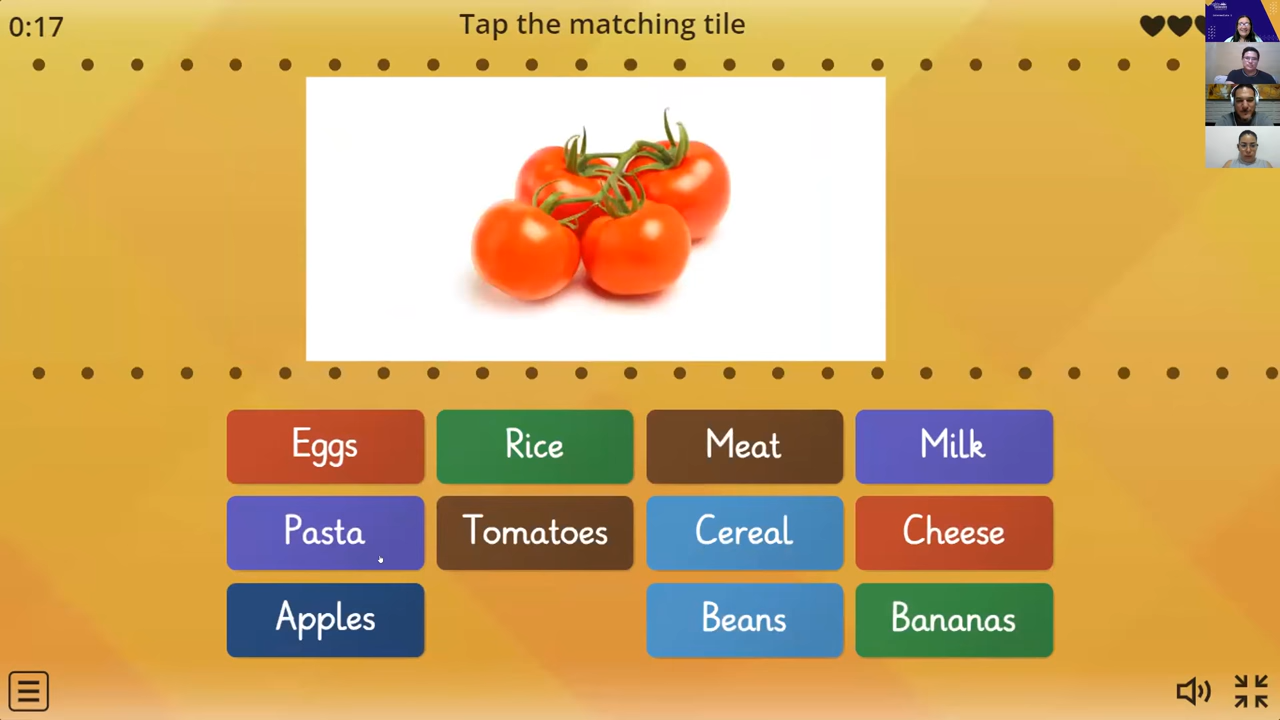 0:17
Tap the matching tile
Eggs
Rice
Meat
Milk
Pasta
Tomatoes
Cereal
Cheese
Apples
Beans
Bananas